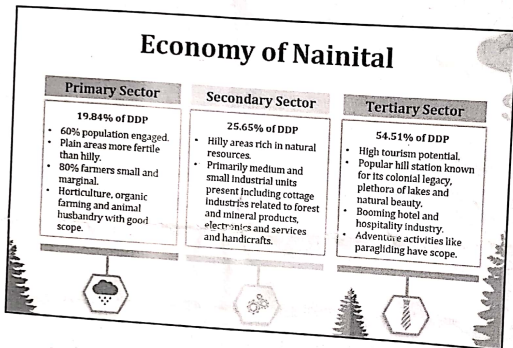 Economy of Nainital
Primary Sector
19.84% of DDP
• 60% population engaged.
• Plain areas more fertile
than hilly.
• 80% farmers small and
marginal.
• Horticulture, organic
farming and animal
husbandry with good
scope.
Secondary Sector
25.65% of DDP
• Hilly areas rich in natural
resources.
• Primarily medium and
small industrial units
present including cottage
industries related to forest
and mineral products,
electronics and services
and handicrafts.
Tertiary Sector
54.51% of DDP
• High tourism potential.
• Popular hill station known
for its colonial legacy,
plethora of lakes and
natural beauty.
• Booming hotel and
hospitality industry.
• Adventure activities like
paragliding have scope.